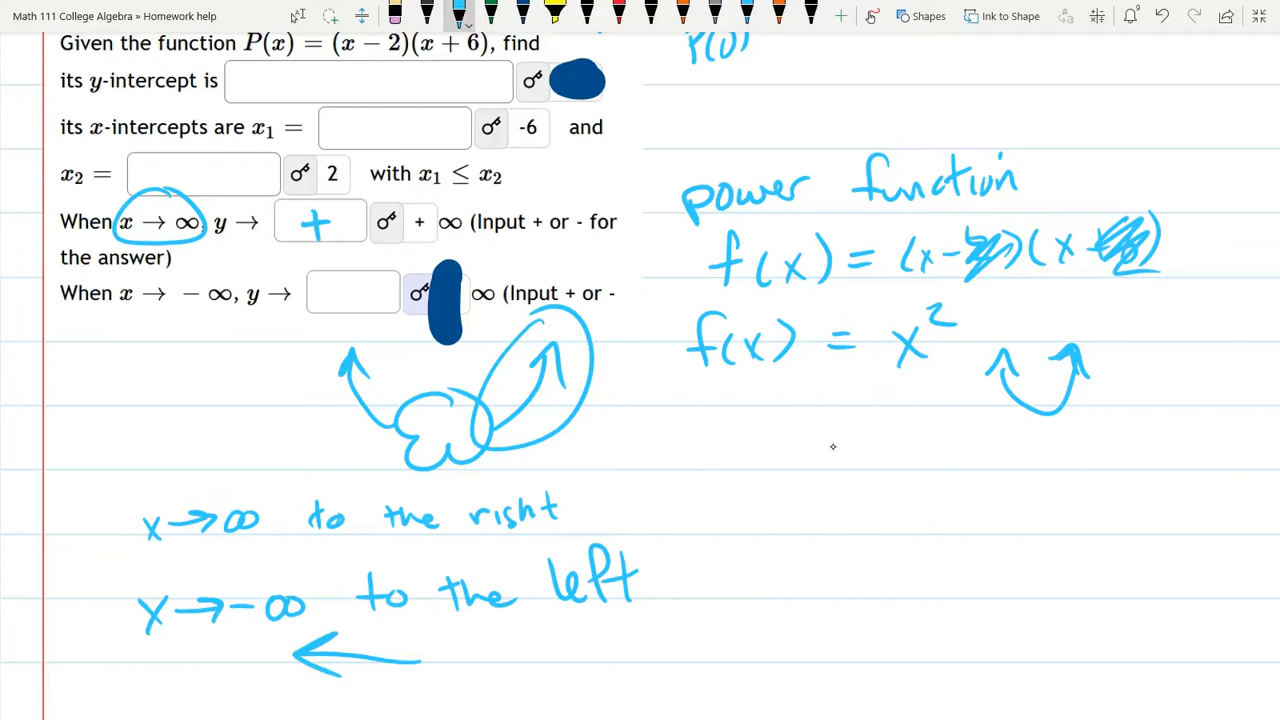 Math 111 College Algebra » Homework help
Shapes
Ink to Shape
Given the function P(x) = (x − 2)(x + 6), find
its y-intercept is
its x-intercepts are x₁ = -6 and
x₂ = 2 with x₁ ≤ x₂
When x → ∞, y → + + ∞ (Input + or - for
the answer)
When x → − ∞, y → ∞ (Input + or -
x→∞ to the right
x→-∞ to the left
P(0)
power function
f(x) = (x- )(x )
f(x) = x²